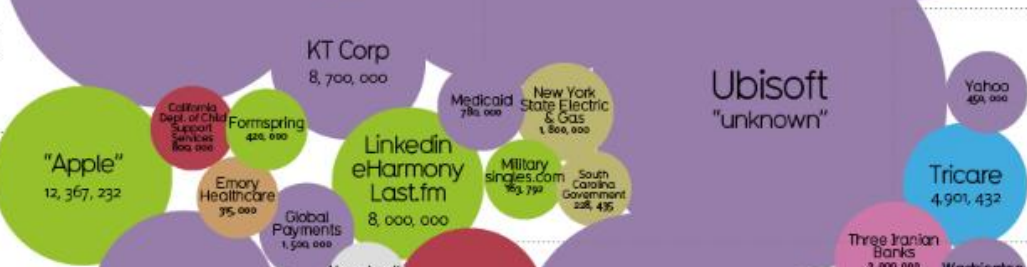 KT Corp
8, 700, 000
Ubisoft
"unknown"
Yahoo
450, 000
Medicaid
780, 000
New York
State Electric
& Gas
1, 800, 000
California
Dept. of Child
Support
Services
800, 000
Formspring
420, 000
"Apple"
12, 367, 232
Linkedin
eHarmony
Last.fm
8, 000, 000
Military
singles.com
163, 792
South
Carolina
Government
228, 435
Tricare
4,901, 432
Emory
Healthcare
315, 000
Global
Payments
1, 500, 000
Three Iranian
Banks
Washington